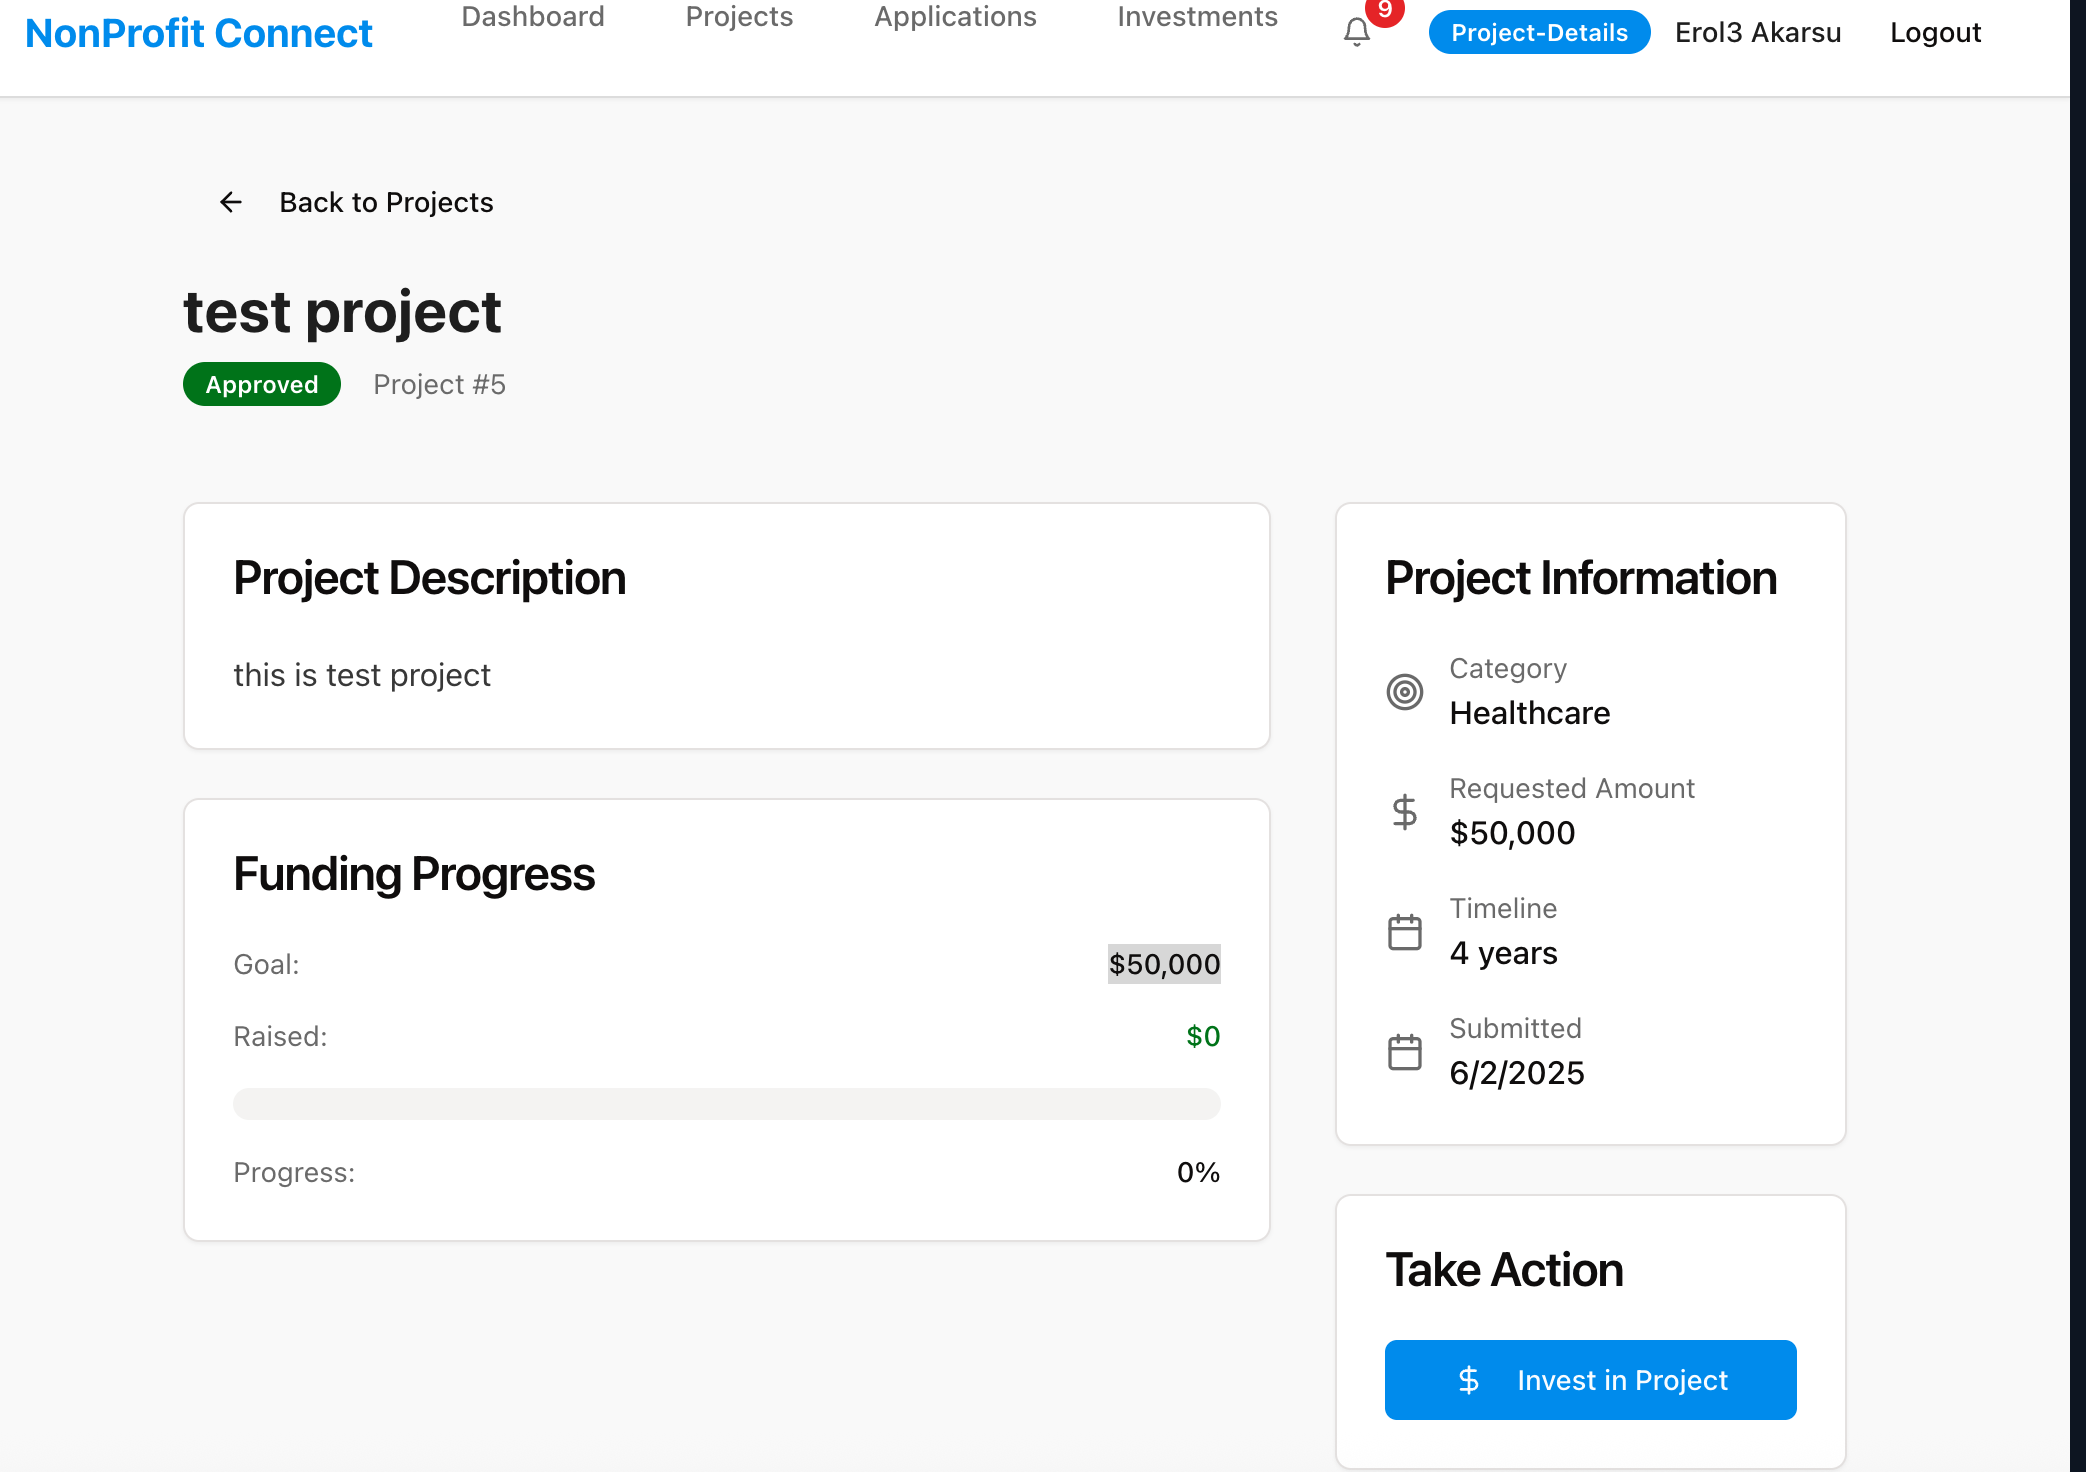 NonProfit Connect
Dashboard
Projects
Applications
Investments
9
Project-Details
Erol3 Akarsu
Logout
Back to Projects
test project
Approved
Project #5
Project Description
this is test project
Funding Progress
Goal: $50,000
Raised: $0
Progress: 0%
Project Information
Category
Healthcare
Requested Amount
$50,000
Timeline
4 years
Submitted
6/2/2025
Take Action
$ Invest in Project